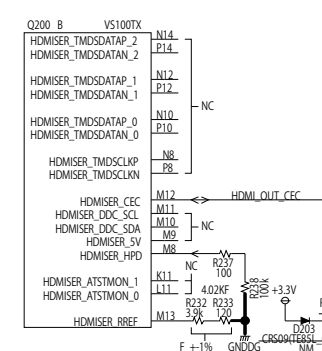 Q200 B VS100TX
HDMISER_TMDSDATAP_2 N14
HDMISER_TMDSDATAN_2 P14
HDMISER_TMDSDATAP_1 N12
HDMISER_TMDSDATAN_1 P12
NC
HDMISER_TMDSDATAP_0 N10
HDMISER_TMDSDATAN_0 P10
HDMISER_TMDSCLKP N8
HDMISER_TMDSCLKN P8
HDMISER_CEC M12 HDMI_OUT_CEC
HDMISER_DDC_SCL M11
HDMISER_DDC_SDA M10 NC
HDMISER_5V M9
HDMISER_HPD M8
R237
100
NC
R238
100k
HDMISER_ATSTMON_1 K11
HDMISER_ATSTMON_0 L11
4.02KF +3.3V
R232 R233
3.9k 120
HDMISER_RREF M13
D203
F +-1% GNDDG CRS09(TE85L
NM